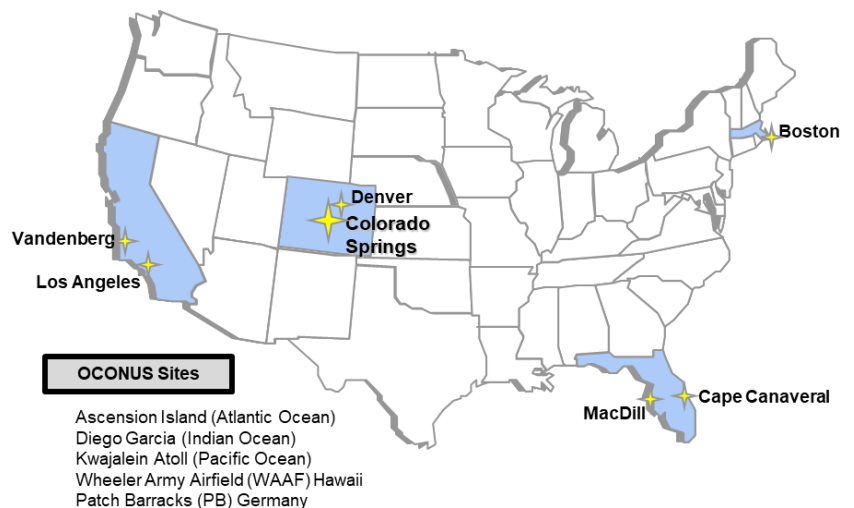 Boston
Denver
Colorado
Springs
Vandenberg
Los Angeles
OCONUS Sites
Cape Canaveral
MacDill
Ascension Island (Atlantic Ocean)
Diego Garcia (Indian Ocean)
Kwajalein Atoll (Pacific Ocean)
Wheeler Army Airfield (WAAF) Hawaii
Patch Barracks (PB) Germany